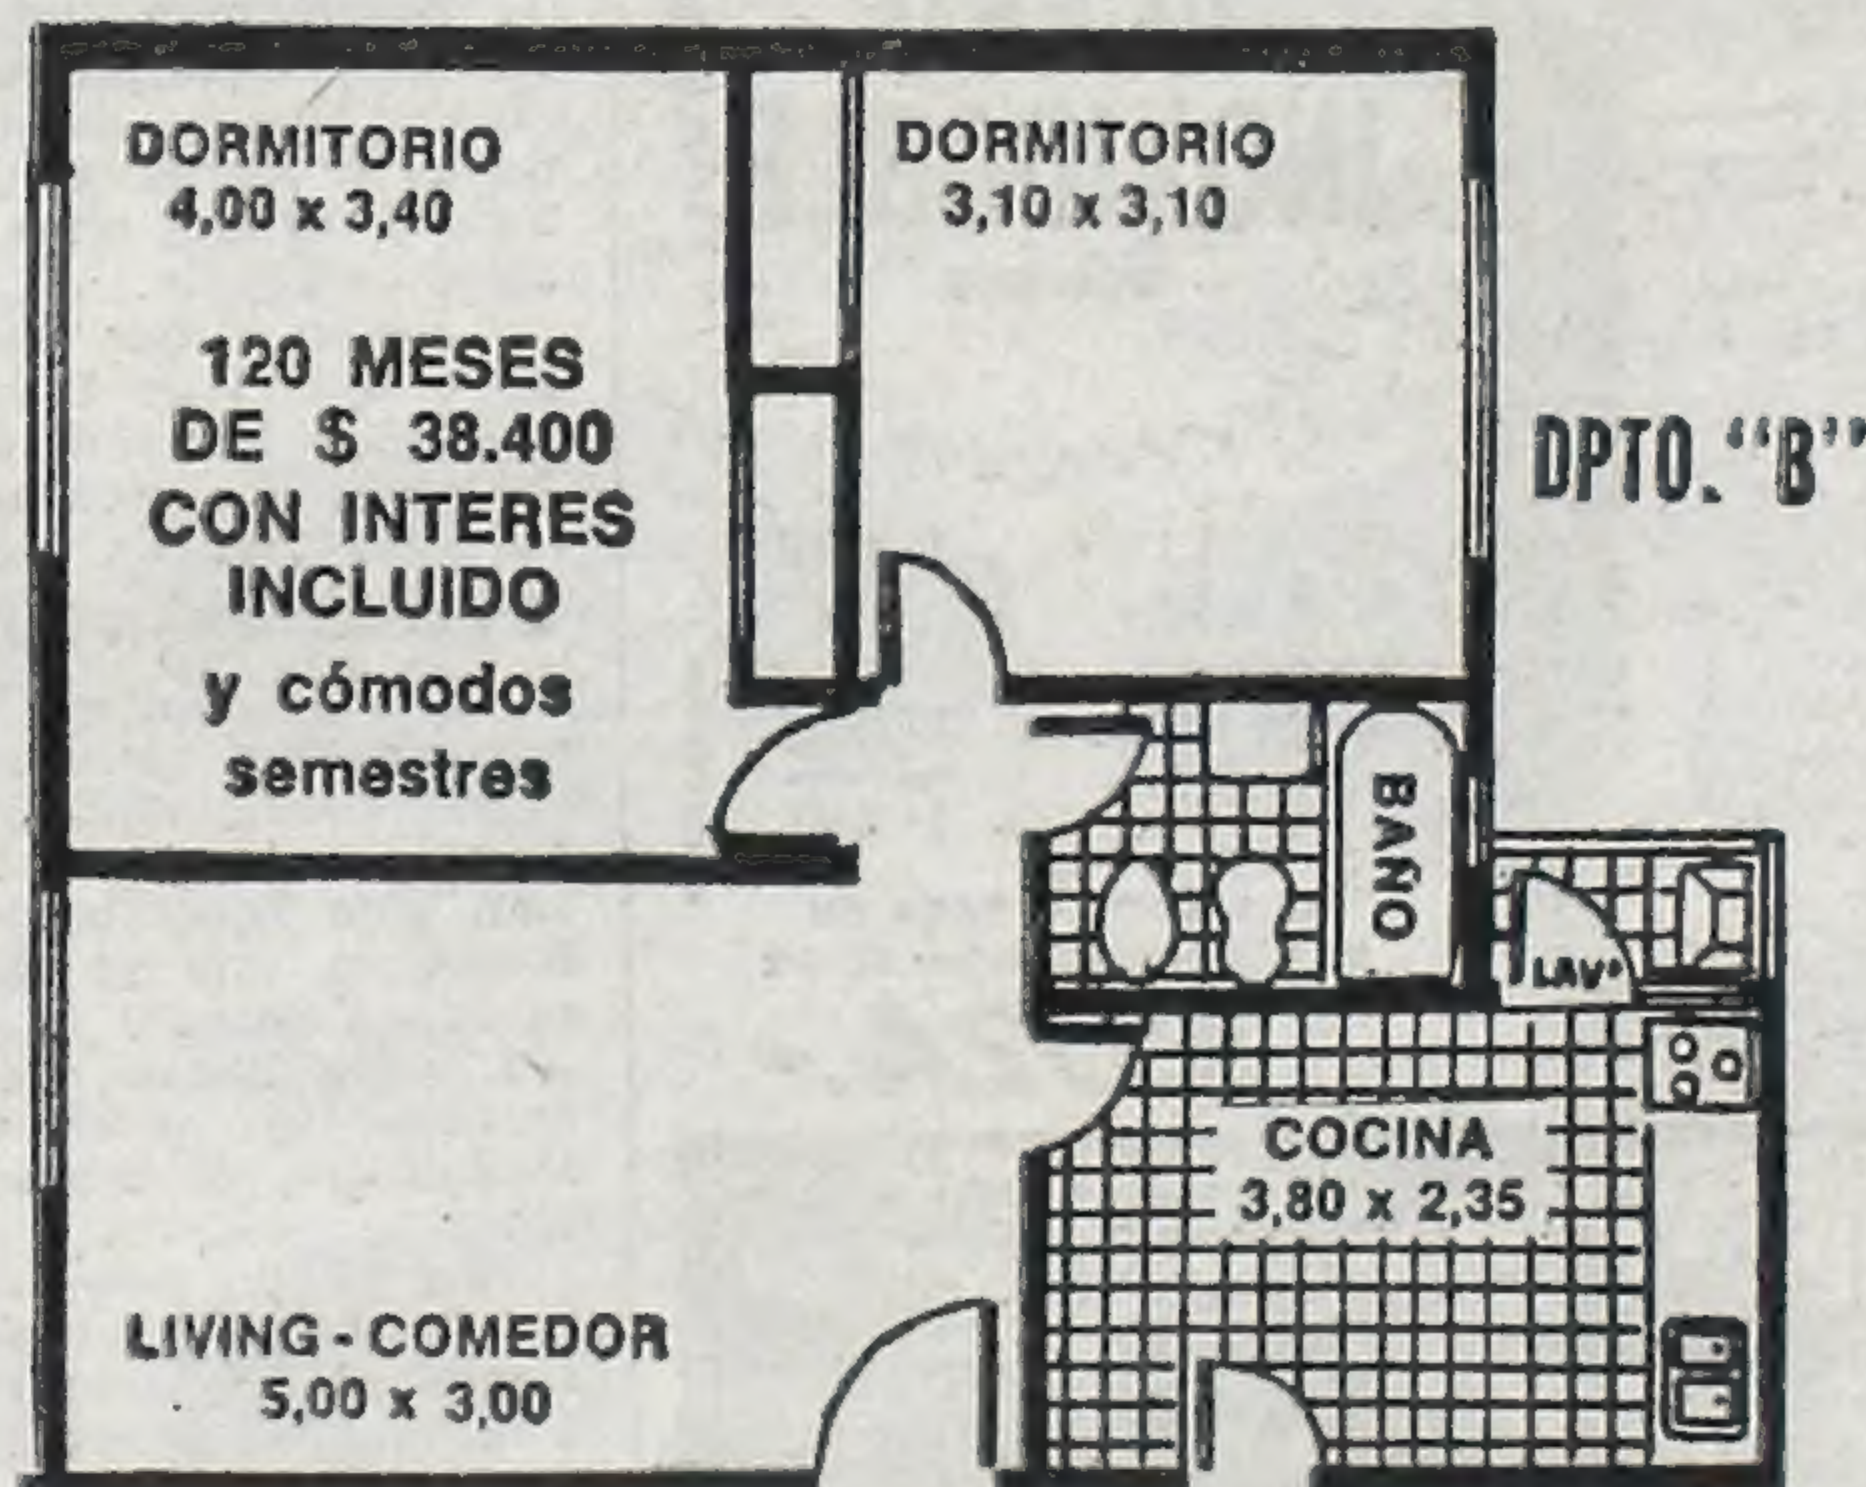 DORMITORIO
4,00 x 3,40
120 MESES
DE $ 38.400
CON INTERES
INCLUIDO
y cómodos
semestres
DORMITORIO
3,10 x 3,10
DPTO. "B"
BAÑO
LAVº
COCINA
3,80 x 2,35
LIVING - COMEDOR
5,00 x 3,00